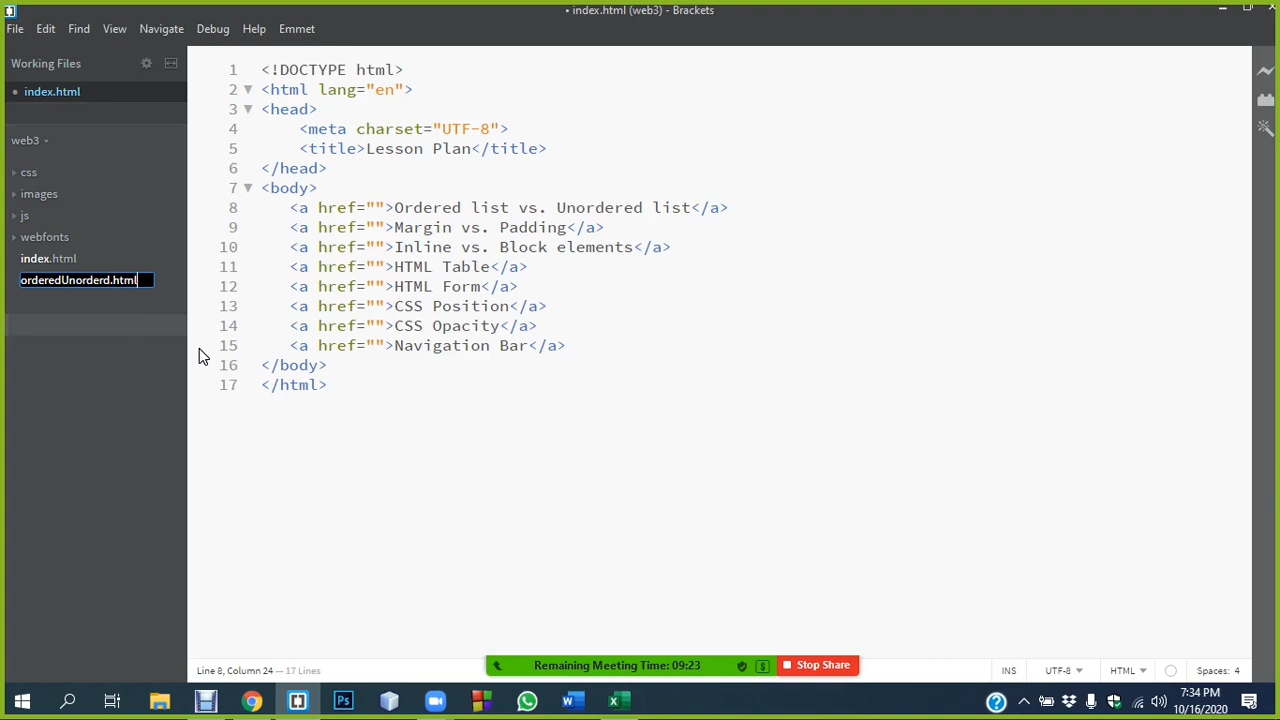 • index.html (web3) - Brackets
File Edit Find View Navigate Debug Help Emmet
Working Files
• index.html
web3
css
images
js
webfonts
index.html
orderedUnorderd.html
1 <!DOCTYPE html>
2 <html lang="en">
3 <head>
4 <meta charset="UTF-8">
5 <title>Lesson Plan</title>
6 </head>
7 <body>
8 <a href="">Ordered list vs. Unordered list</a>
9 <a href="">Margin vs. Padding</a>
10 <a href="">Inline vs. Block elements</a>
11 <a href="">HTML Table</a>
12 <a href="">HTML Form</a>
13 <a href="">CSS Position</a>
14 <a href="">CSS Opacity</a>
15 <a href="">Navigation Bar</a>
16 </body>
17 </html>
Line 8, Column 24 — 17 Lines
Remaining Meeting Time: 09:23
Stop Share
INS UTF-8 HTML Spaces: 4
7:34 PM
10/16/2020